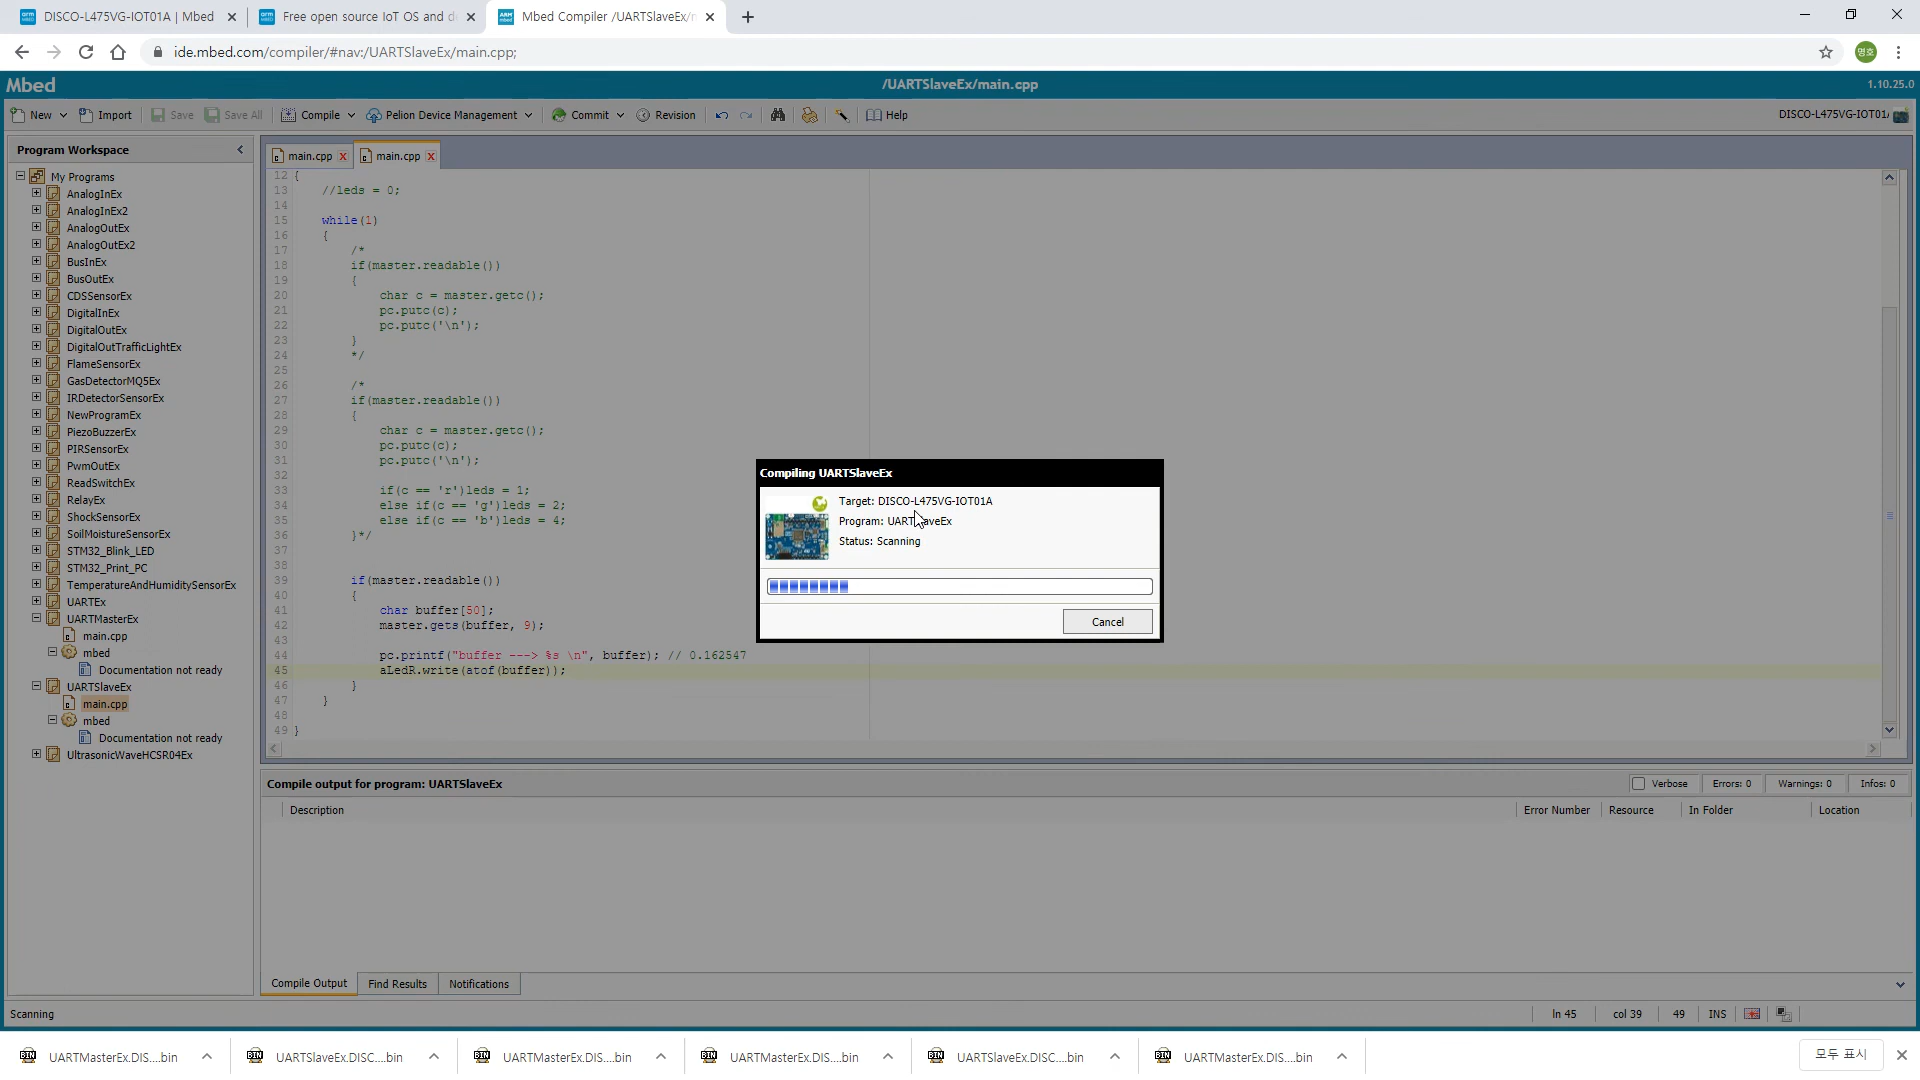 DISCO-L475VG-IOT01A | Mbed
Free open source IoT OS and d
Mbed Compiler /UARTSlaveEx/m
ide.mbed.com/compiler/#nav:/UARTSlaveEx/main.cpp;
명호
Mbed
/UARTSlaveEx/main.cpp
1.10.25.0
New
Import
Save
Save All
Compile
Pelion Device Management
Commit
Revision
Help
DISCO-L475VG-IOT01
Program Workspace
My Programs
AnalogInEx
AnalogInEx2
AnalogOutEx
AnalogOutEx2
BusInEx
BusOutEx
CDSSensorEx
DigitalInEx
DigitalOutEx
DigitalOutTrafficLightEx
FlameSensorEx
GasDetectorMQ5Ex
IRDetectorSensorEx
NewProgramEx
PiezoBuzzerEx
PIRSensorEx
PwmOutEx
ReadSwitchEx
RelayEx
ShockSensorEx
SoilMoistureSensorEx
STM32_Blink_LED
STM32_Print_PC
TemperatureAndHumiditySensorEx
UARTEx
UARTMasterEx
main.cpp
mbed
Documentation not ready
UARTSlaveEx
main.cpp
mbed
Documentation not ready
UltrasonicWaveHCSR04Ex
main.cpp
main.cpp
12 {
13 //leds = 0;
14
15 while(1)
16 {
17 /*
18 if(master.readable())
19 {
20 char c = master.getc();
21 pc.putc(c);
22 pc.putc('\n');
23 }
24 */
25
26 /*
27 if(master.readable())
28 {
29 char c = master.getc();
30 pc.putc(c);
31 pc.putc('\n');
32
33 if(c == 'r')leds = 1;
34 else if(c == 'g')leds = 2;
35 else if(c == 'b')leds = 4;
36 }*/
37
38
39 if(master.readable())
40 {
41 char buffer[50];
42 master.gets(buffer, 9);
43
44 pc.printf("buffer ---> %s \n", buffer); // 0.162547
45 aLedR.write(atof(buffer));
46 }
47 }
48
49 }
Compiling UARTSlaveEx
Target: DISCO-L475VG-IOT01A
Program: UARTSlaveEx
Status: Scanning
Cancel
Compile output for program: UARTSlaveEx
Verbose
Errors: 0
Warnings: 0
Infos: 0
Description
Error Number
Resource
In Folder
Location
Compile Output
Find Results
Notifications
Scanning
ln 45
col 39
49
INS
UARTMasterEx.DIS....bin
UARTSlaveEx.DISC....bin
UARTMasterEx.DIS....bin
UARTMasterEx.DIS....bin
UARTSlaveEx.DISC....bin
UARTMasterEx.DIS....bin
모두 표시